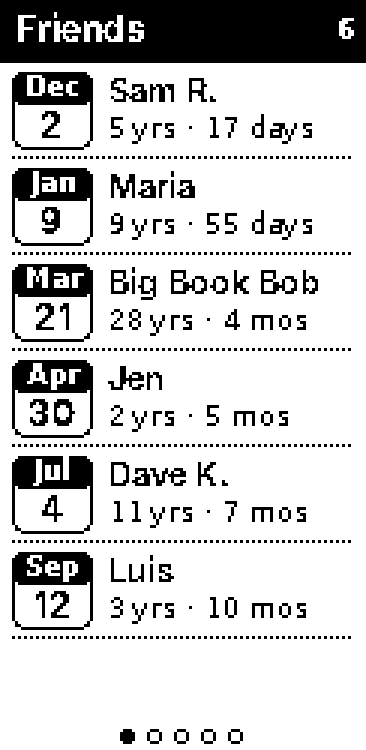 Friends 6
Dec
2
Sam R.
5 yrs · 17 days
Jan
9
Maria
9 yrs · 55 days
Mar
21
Big Book Bob
28 yrs · 4 mos
Apr
30
Jen
2 yrs · 5 mos
Jul
4
Dave K.
11 yrs · 7 mos
Sep
12
Luis
3 yrs · 10 mos